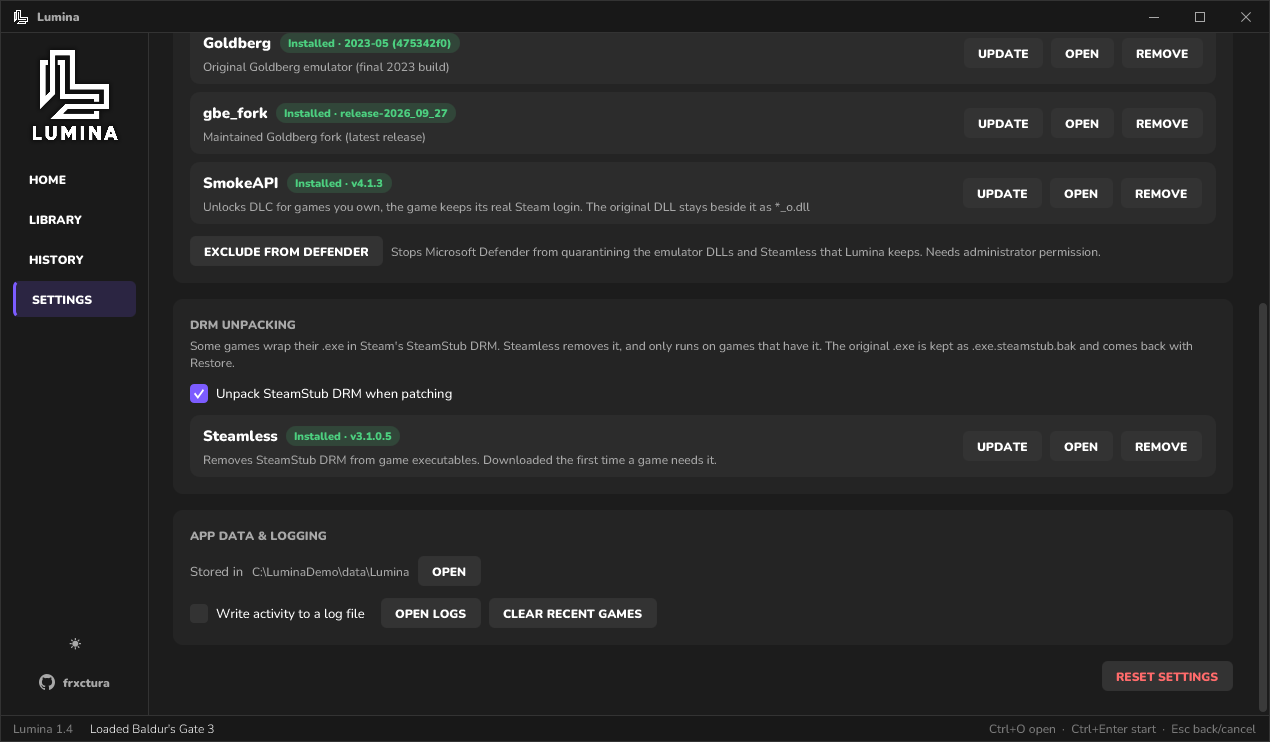 Lumina
LUMINA
HOME
LIBRARY
HISTORY
SETTINGS
frxctura
Goldberg Installed · 2023-05 (475342f0)
Original Goldberg emulator (final 2023 build)
UPDATE OPEN REMOVE
gbe_fork Installed · release-2026_09_27
Maintained Goldberg fork (latest release)
UPDATE OPEN REMOVE
SmokeAPI Installed · v4.1.3
Unlocks DLC for games you own, the game keeps its real Steam login. The original DLL stays beside it as *_o.dll
UPDATE OPEN REMOVE
EXCLUDE FROM DEFENDER Stops Microsoft Defender from quarantining the emulator DLLs and Steamless that Lumina keeps. Needs administrator permission.
DRM UNPACKING
Some games wrap their .exe in Steam's SteamStub DRM. Steamless removes it, and only runs on games that have it. The original .exe is kept as .exe.steamstub.bak and comes back with
Restore.
Unpack SteamStub DRM when patching
Steamless Installed · v3.1.0.5
Removes SteamStub DRM from game executables. Downloaded the first time a game needs it.
UPDATE OPEN REMOVE
APP DATA & LOGGING
Stored in C:\LuminaDemo\data\Lumina OPEN
Write activity to a log file OPEN LOGS CLEAR RECENT GAMES
RESET SETTINGS
Lumina 1.4 Loaded Baldur's Gate 3 Ctrl+O open · Ctrl+Enter start · Esc back/cancel